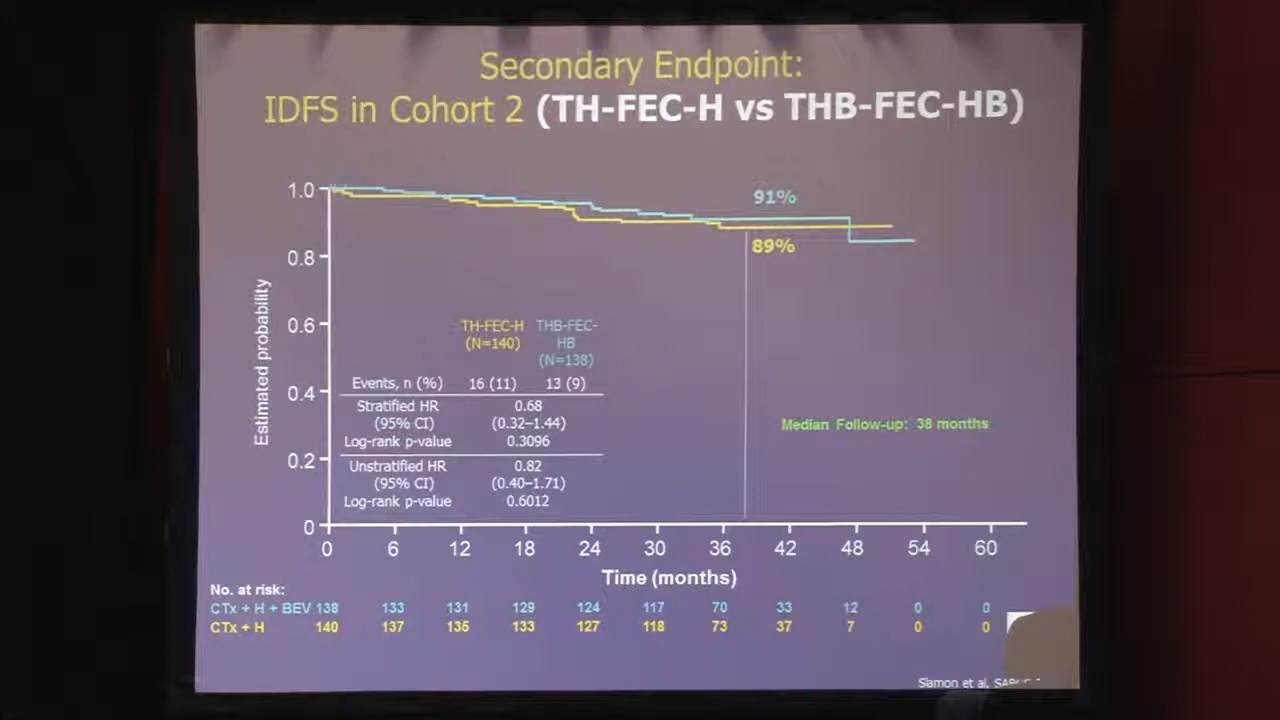 Secondary Endpoint:
IDFS in Cohort 2 (TH-FEC-H vs THB-FEC-HB)
1.0
0.8
0.6
0.4
0.2
0
Estimated probability
91%
89%
TH-FEC-H
(N=140)
THB-FEC-
HB
(N=138)
Events, n (%) 16 (11) 13 (9)
Stratified HR 0.68
(95% CI) (0.32–1.44)
Log-rank p-value 0.3096
Unstratified HR 0.82
(95% CI) (0.40–1.71)
Log-rank p-value 0.6012
Median Follow-up: 38 months
0 6 12 18 24 30 36 42 48 54 60
Time (months)
No. at risk:
CTx + H + BEV 138 133 131 129 124 117 70 33 12 0 0
CTx + H 140 137 135 133 127 118 73 37 7 0 0
Slamon et al,